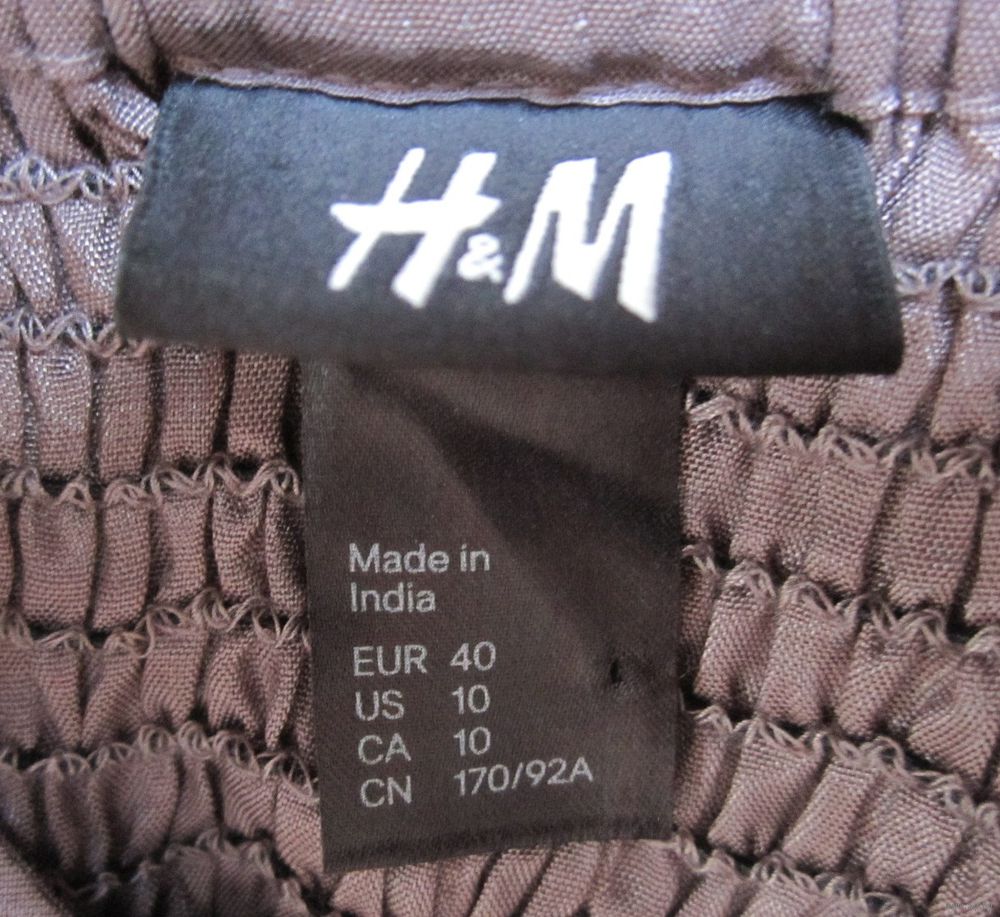 H&M
Made in
India
EUR 40
US 10
CA 10
CN 170/92A